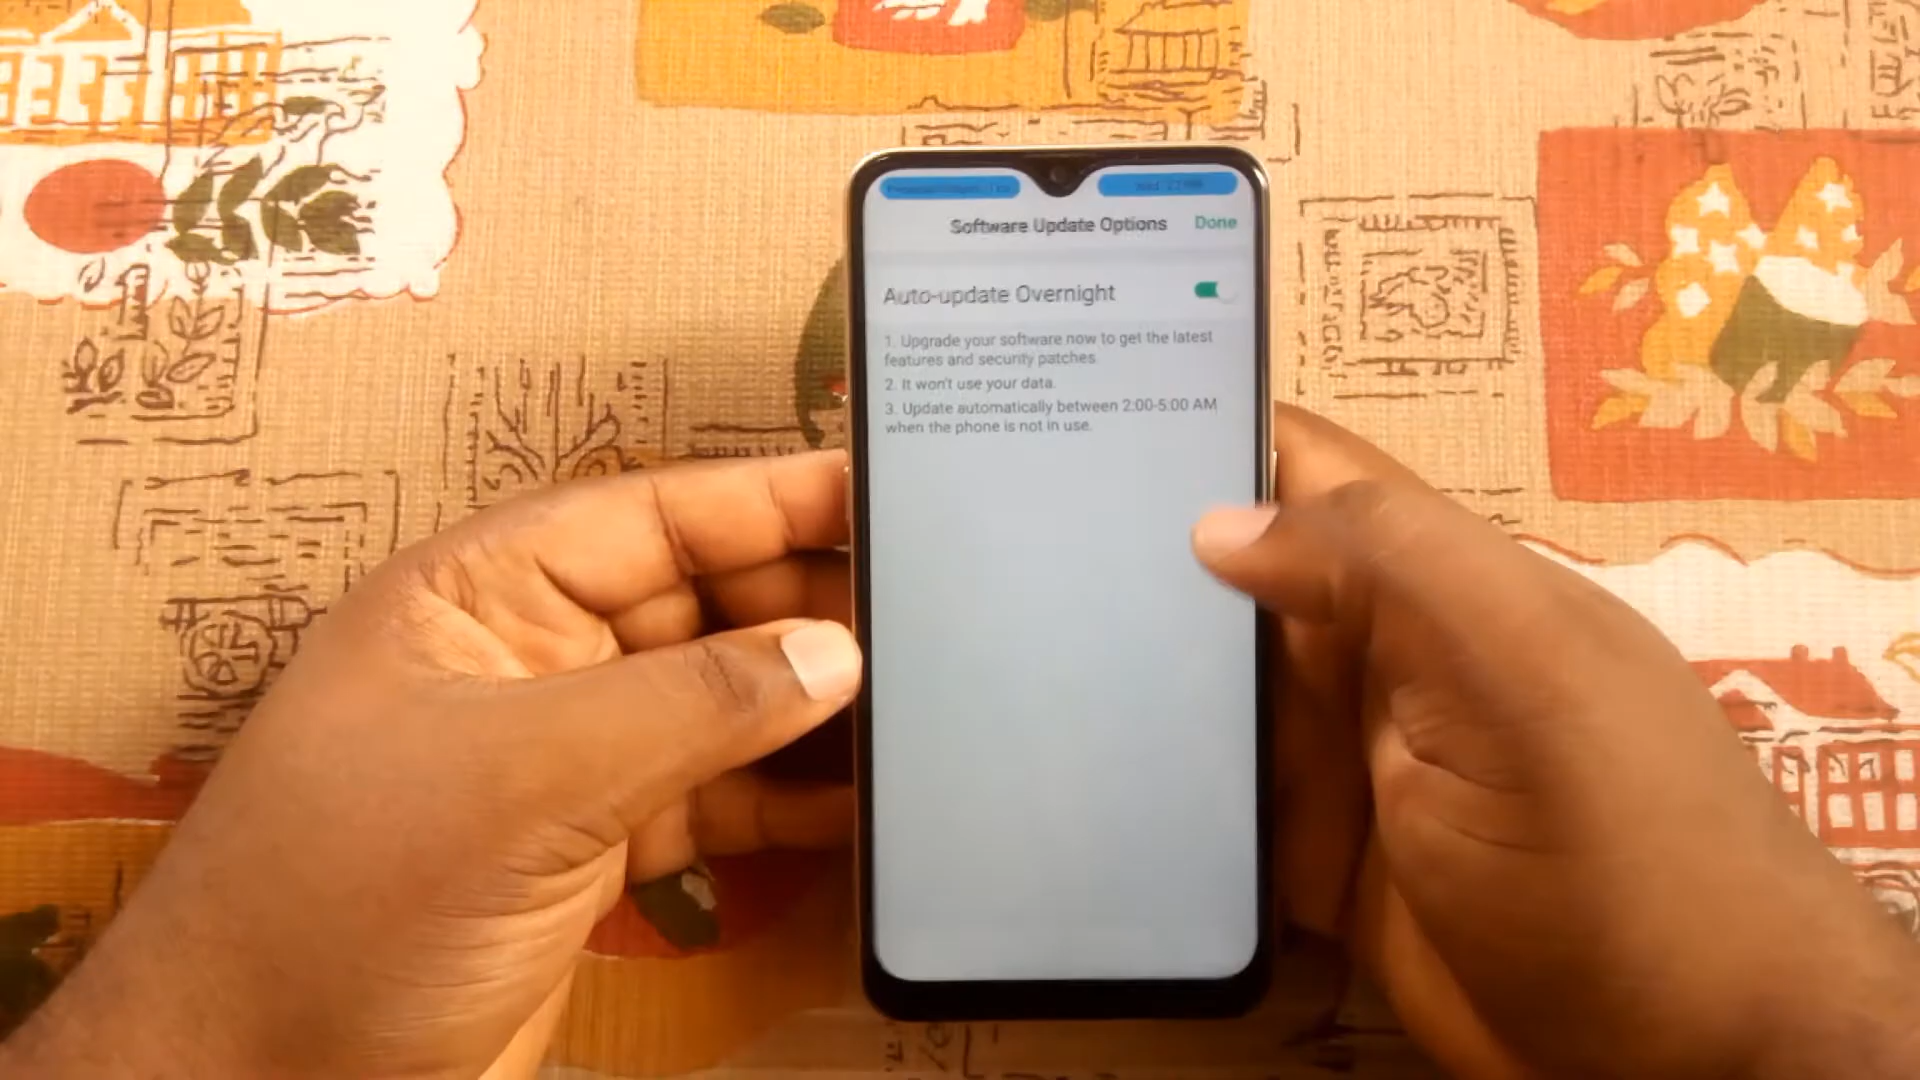 Software Update Options
Done
Auto-update Overnight
1. Upgrade your software now to get the latest
features and security patches.
2. It won't use your data.
3. Update automatically between 2:00-5:00 AM
when the phone is not in use.